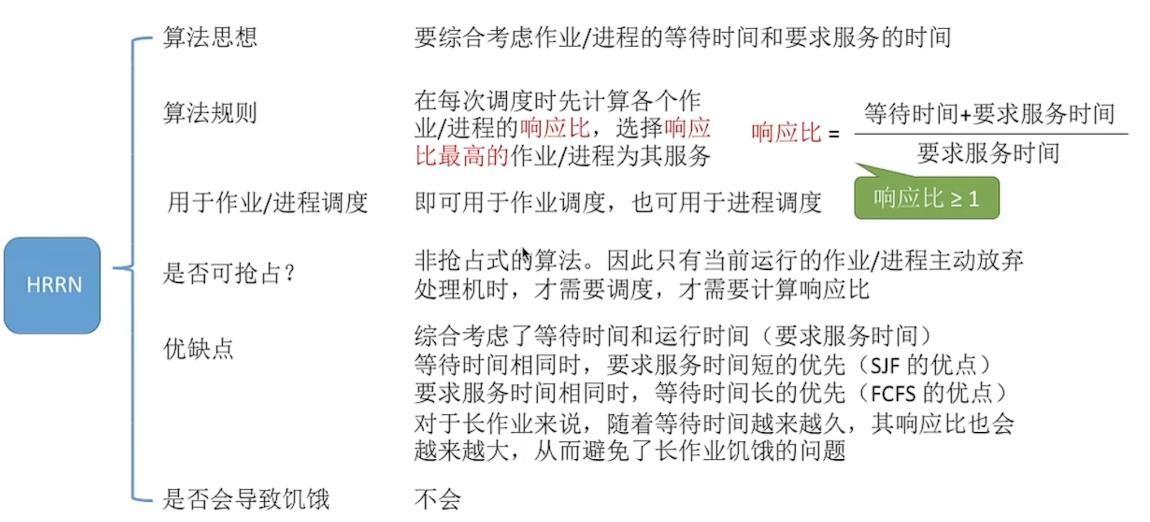 HRRN
算法思想
要综合考虑作业/进程的等待时间和要求服务的时间
算法规则
在每次调度时先计算各个作
业/进程的响应比，选择响应
比最高的作业/进程为其服务
响应比 =
等待时间+要求服务时间
要求服务时间
响应比 ≥ 1
用于作业/进程调度
即可用于作业调度，也可用于进程调度
是否可抢占？
非抢占式的算法。因此只有当前运行的作业/进程主动放弃
处理机时，才需要调度，才需要计算响应比
优缺点
综合考虑了等待时间和运行时间（要求服务时间）
等待时间相同时，要求服务时间短的优先（SJF 的优点）
要求服务时间相同时，等待时间长的优先（FCFS 的优点）
对于长作业来说，随着等待时间越来越久，其响应比也会
越来越大，从而避免了长作业饥饿的问题
是否会导致饥饿
不会